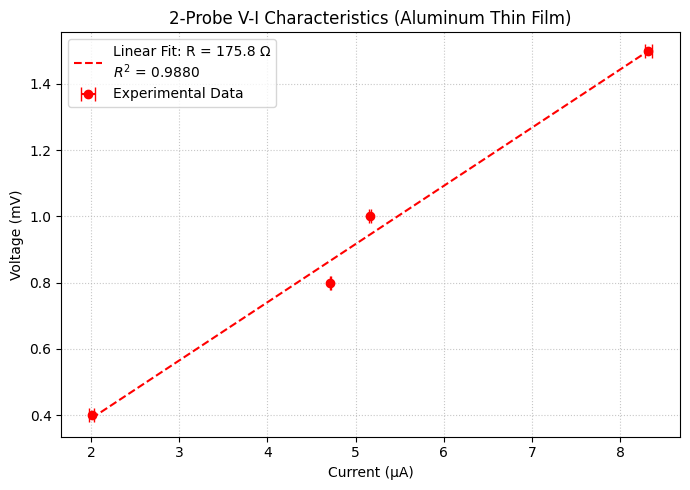 2-Probe V-I Characteristics (Aluminum Thin Film)
Linear Fit: R = 175.8 Ω
R² = 0.9880
Experimental Data
Voltage (mV)
1.4
1.2
1.0
0.8
0.6
0.4
2 3 4 5 6 7 8
Current (µA)